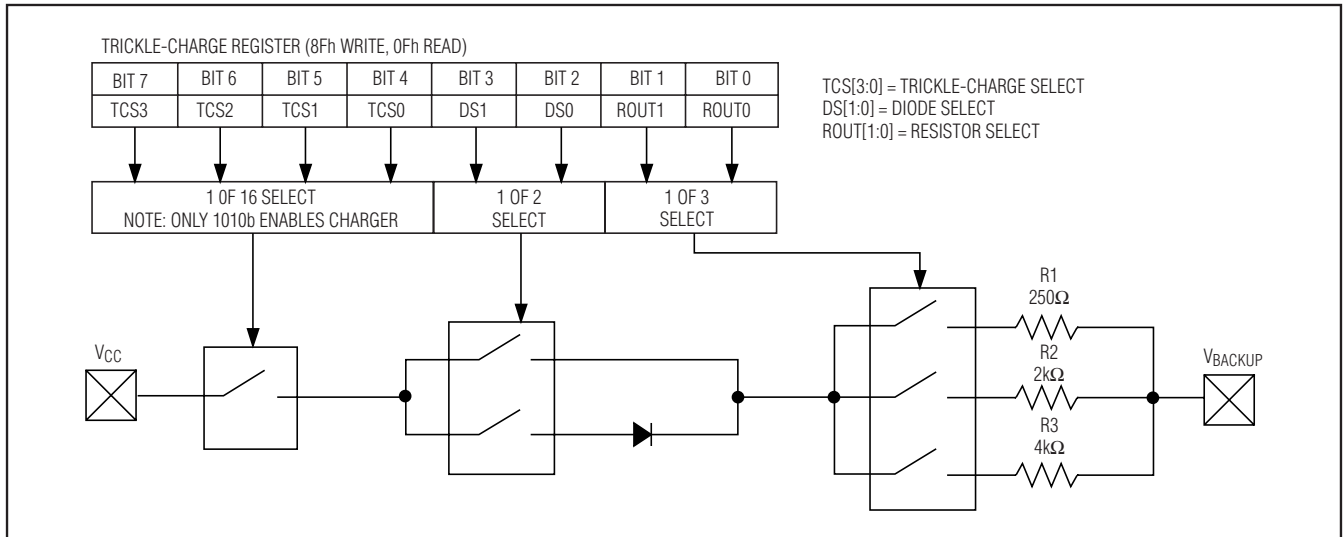 TRICKLE-CHARGE REGISTER (8Fh WRITE, 0Fh READ)
BIT 7 BIT 6 BIT 5 BIT 4 BIT 3 BIT 2 BIT 1 BIT 0
TCS3 TCS2 TCS1 TCS0 DS1 DS0 ROUT1 ROUT0
TCS[3:0] = TRICKLE-CHARGE SELECT
DS[1:0] = DIODE SELECT
ROUT[1:0] = RESISTOR SELECT
1 0F 16 SELECT
NOTE: ONLY 1010b ENABLES CHARGER
1 OF 2
SELECT
1 OF 3
SELECT
R1
250Ω
R2
2kΩ
R3
4kΩ
VCC
VBACKUP